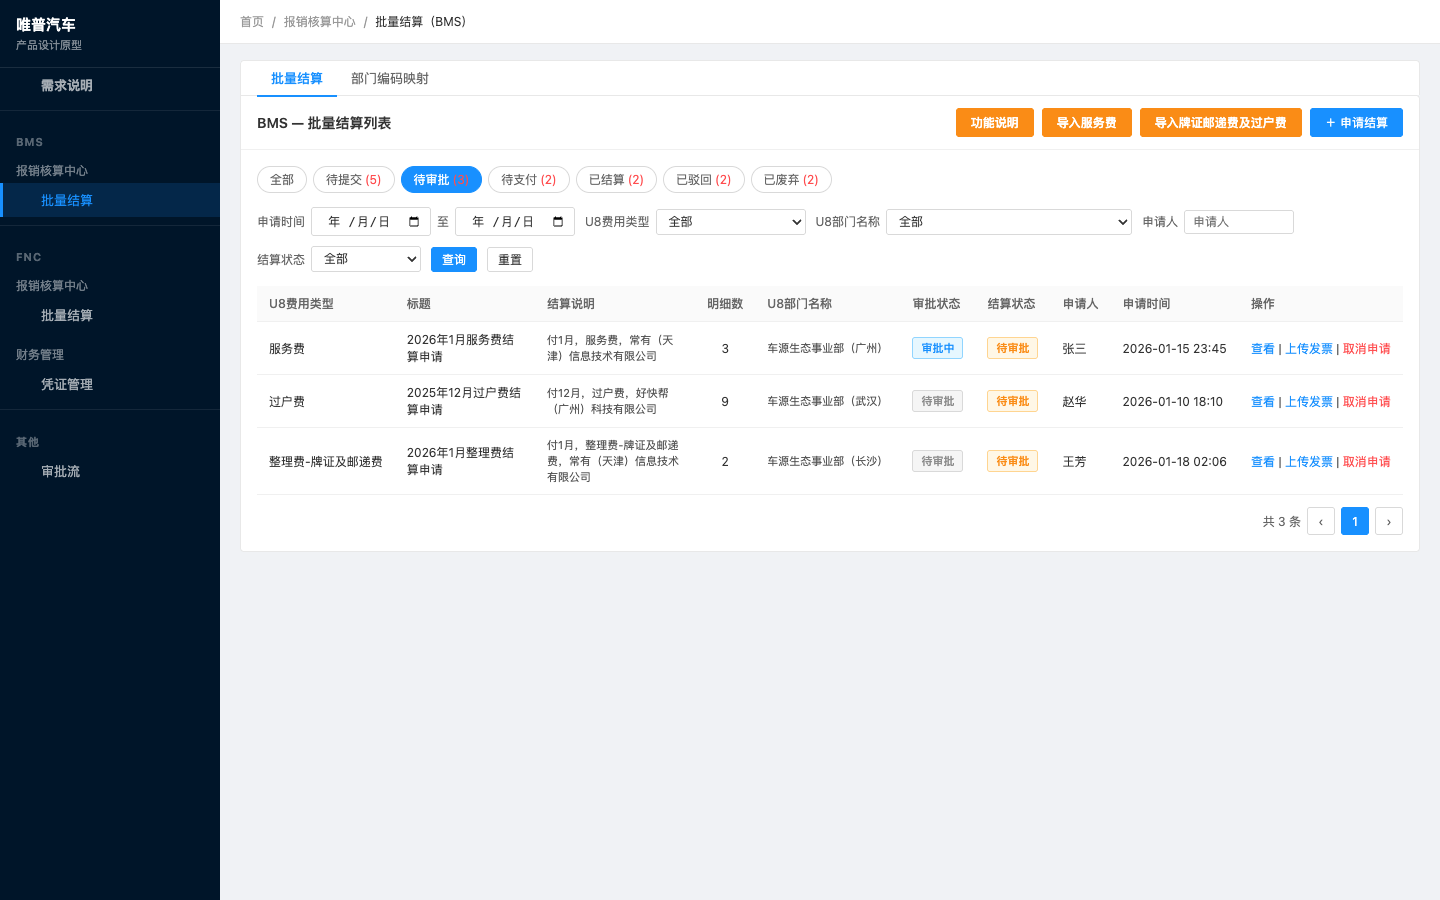 唯普汽车
产品设计原型
需求说明
BMS
报销核算中心
批量结算
FNC
报销核算中心
批量结算
财务管理
凭证管理
其他
审批流
首页 / 报销核算中心 / 批量结算（BMS）
批量结算 部门编码映射
BMS — 批量结算列表 功能说明 导入服务费 导入牌证邮递费及过户费 + 申请结算
全部 待提交 (5) 待审批 (3) 待支付 (2) 已结算 (2) 已驳回 (2) 已废弃 (2)
申请时间 年 /月/日 至 年 /月/日 U8费用类型 全部 U8部门名称 全部 申请人 申请人
结算状态 全部 查询 重置
U8费用类型 标题 结算说明 明细数 U8部门名称 审批状态 结算状态 申请人 申请时间 操作
服务费 2026年1月服务费结 付1月，服务费，常有（天 3 车源生态事业部（广州） 审批中 待审批 张三 2026-01-15 23:45 查看 | 上传发票 | 取消申请
算申请 津）信息技术有限公司
过户费 2025年12月过户费结 付12月，过户费，好快帮 9 车源生态事业部（武汉） 待审批 待审批 赵华 2026-01-10 18:10 查看 | 上传发票 | 取消申请
算申请 （广州）科技有限公司
整理费-牌证及邮递费 2026年1月整理费结 付1月，整理费-牌证及邮递 2 车源生态事业部（长沙） 待审批 待审批 王芳 2026-01-18 02:06 查看 | 上传发票 | 取消申请
算申请 费，常有（天津）信息技术
有限公司
共 3 条 ‹ 1 ›